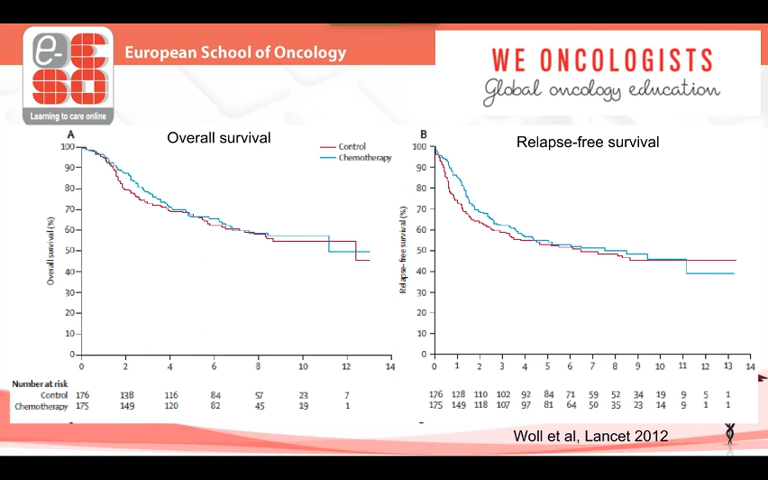 e-ESO
Learning to care online
European School of Oncology
WE ONCOLOGISTS
Global oncology education
A
Overall survival
Control
Chemotherapy
Overall survival (%)
100
90
80
70
60
50
40
30
20
10
0
0 2 4 6 8 10 12 14
Number at risk
Control 176 138 116 84 57 23 7
Chemotherapy 175 149 120 82 45 19 1
B
Relapse-free survival
Relapse-free survival (%)
100
90
80
70
60
50
40
30
20
10
0
0 1 2 3 4 5 6 7 8 9 10 11 12 13 14
176 128 110 102 92 84 71 59 52 34 19 9 5 1
175 149 118 107 97 81 64 50 35 23 14 9 1 1
Woll et al, Lancet 2012